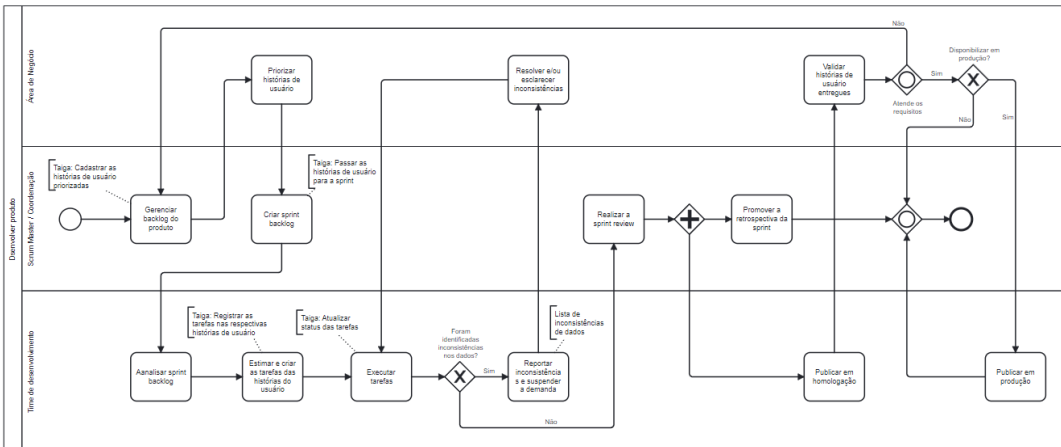 Dsenvolver produto
Área de Negócio
Priorizar
histórias de
usuário
Resolver e/ou
esclarecer
inconsistências
Validar
histórias de
usuário
entregues
Sim
Atende os
requisitos
Disponibilizar em
produção?
Não
Sim
Scrum Master / Coordenação
Taiga: Cadastrar as
histórias de usuário
priorizadas
Gerenciar
backlog do
produto
Taiga: Passar as
histórias de usuário
para a sprint
Criar sprint
backlog
Realizar a
sprint review
Promover a
retrospectiva da
sprint
Time de desenvolvimento
Aanalisar sprint
backlog
Taiga: Registrar as
tarefas nas respectivas
histórias de usuário
Estimar e criar
as tarefas das
histórias do
usuário
Taiga: Atualizar
status das tarefas
Executar
tarefas
Foram
identificadas
inconsistências
nos dados?
Sim
Não
Lista de
inconsistências
de dados
Reportar
inconsistência
s e suspender
a demanda
Publicar em
homologação
Publicar em
produção